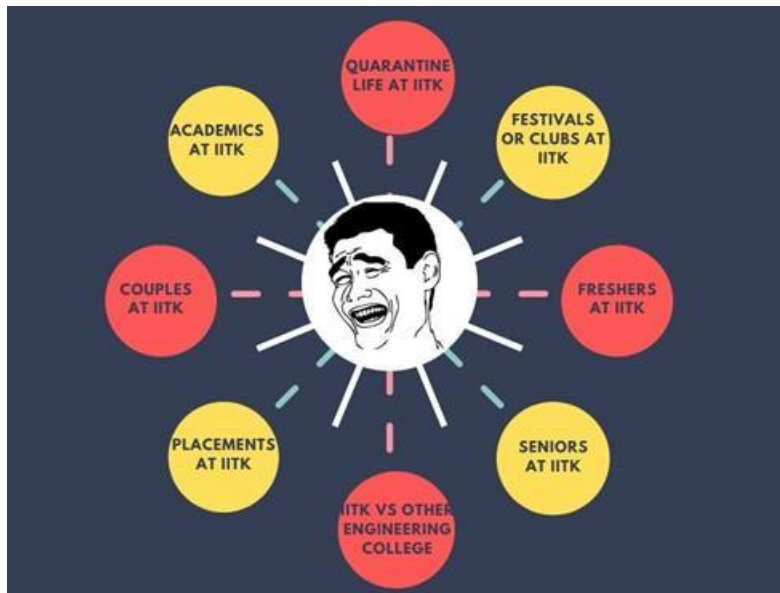 QUARANTINE
LIFE AT IITK
FESTIVALS
OR CLUBS AT
IITK
ACADEMICS
AT IITK
COUPLES
AT IITK
FRESHERS
AT IITK
PLACEMENTS
AT IITK
SENIORS
AT IITK
IITK VS OTHER
ENGINEERING
COLLEGE